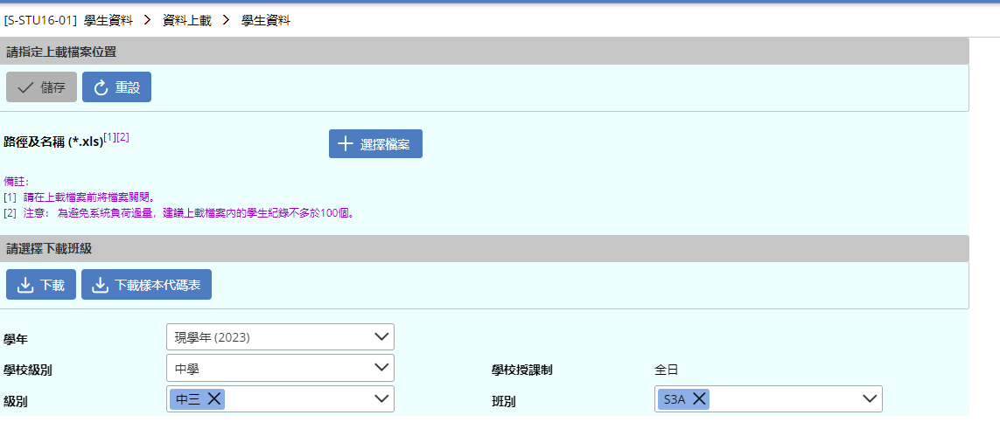 [S-STU16-01] 學生資料 > 資料上載 > 學生資料
請指定上載檔案位置
儲存 重設
路徑及名稱 (*.xls)[1][2] 選擇檔案
備註：
[1] 請在上載檔案前將檔案關閉。
[2] 注意： 為避免系統負荷過量，建議上載檔案內的學生紀錄不多於100個。
請選擇下載班級
下載 下載樣本代碼表
學年 現學年 (2023)
學校級別 中學 學校授課制 全日
級別 中三 班別 S3A